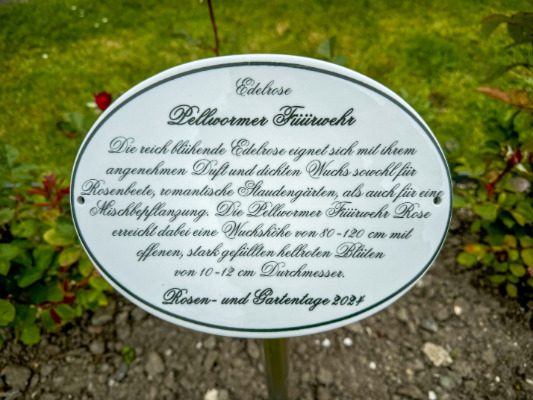 Edelrose
Pellwormer Füürwehr
Die reich blühende Edelrose eignet sich mit ihrem
angenehmen Duft und dichten Wuchs sowohl für
Rosenbeete, romantische Staudengärten, als auch für eine
Mischbepflanzung. Die Pellwormer Füürwehr Rose
erreicht dabei eine Wuchshöhe von 80-120 cm mit
offenen, stark gefüllten hellroten Blüten
von 10-12 cm Durchmesser.
Rosen- und Gartentage 2024